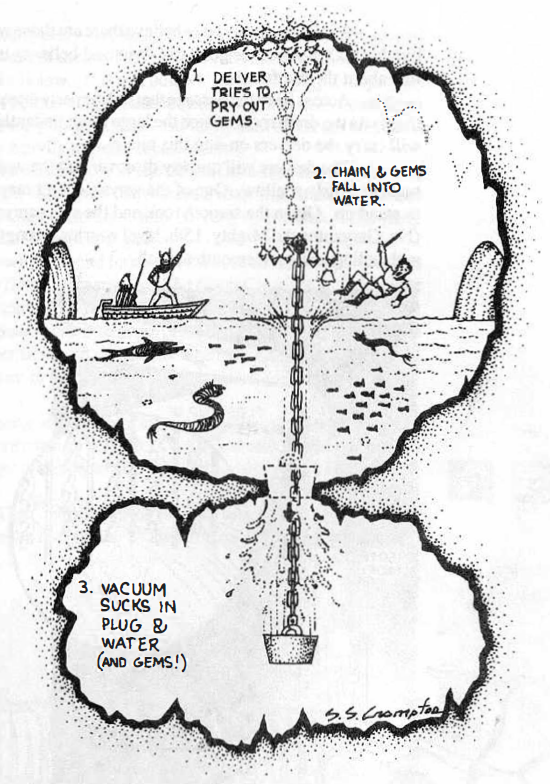 1. DELVER
TRIES TO
PRY OUT
GEMS.
2. CHAIN & GEMS
FALL INTO
WATER.
3. VACUUM
SUCKS IN
PLUG &
WATER
(AND GEMS!)
S.S. Crompton